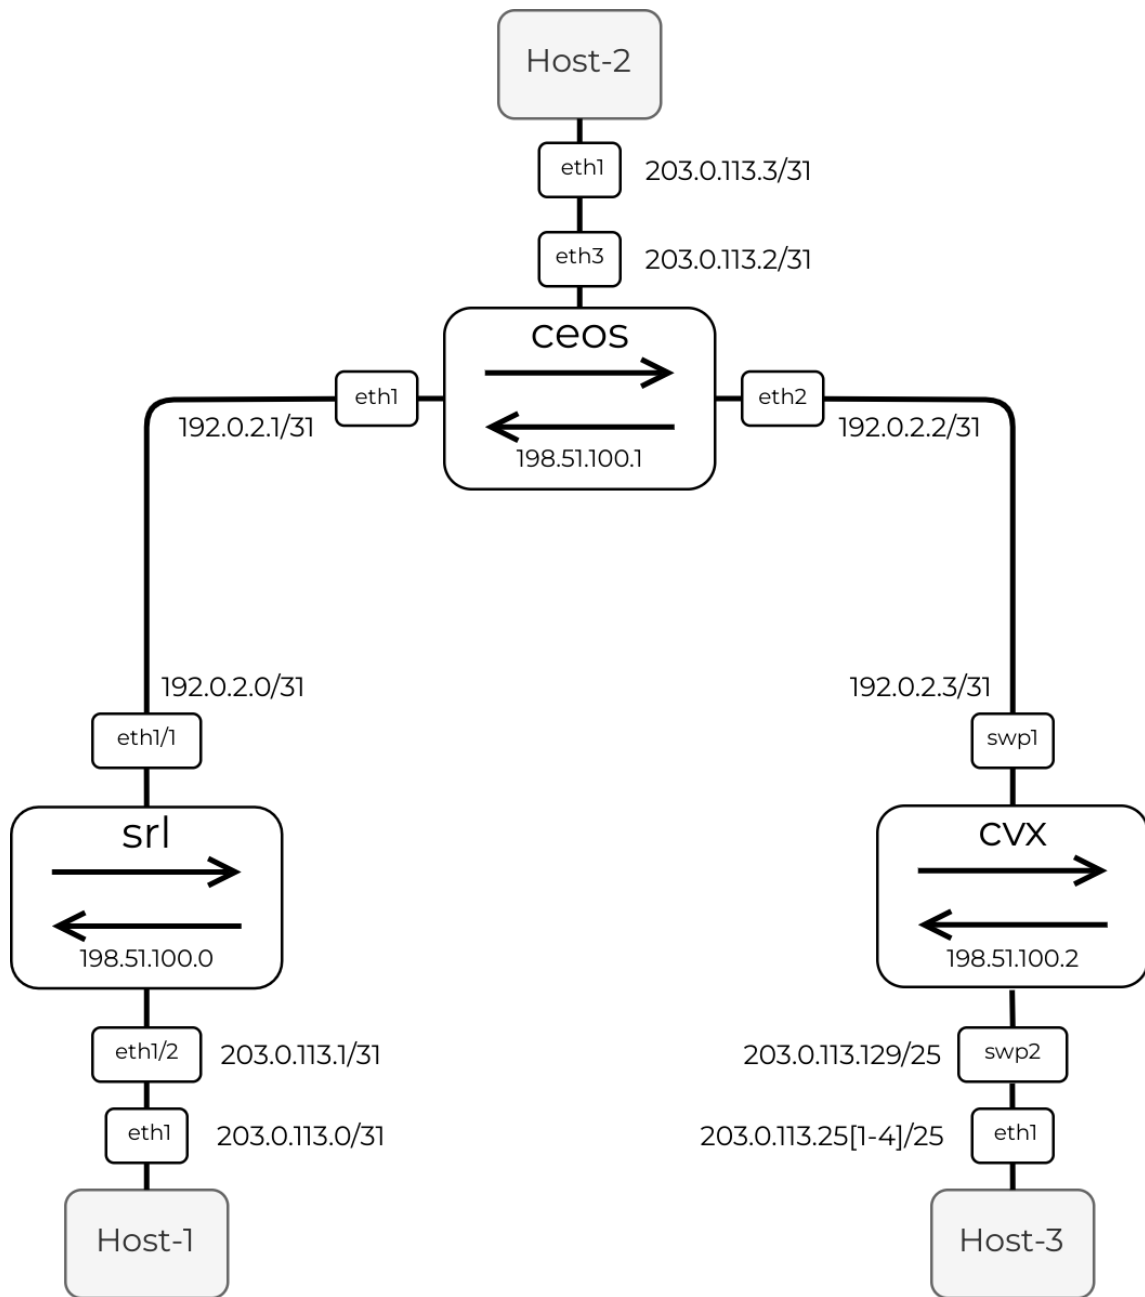 Host-2
eth1 203.0.113.3/31
eth3 203.0.113.2/31
ceos
eth1
eth2
192.0.2.1/31
192.0.2.2/31
198.51.100.1
192.0.2.0/31
192.0.2.3/31
eth1/1
swp1
srl
cvx
198.51.100.0
198.51.100.2
eth1/2 203.0.113.1/31
203.0.113.129/25 swp2
eth1 203.0.113.0/31
203.0.113.25[1-4]/25 eth1
Host-1
Host-3